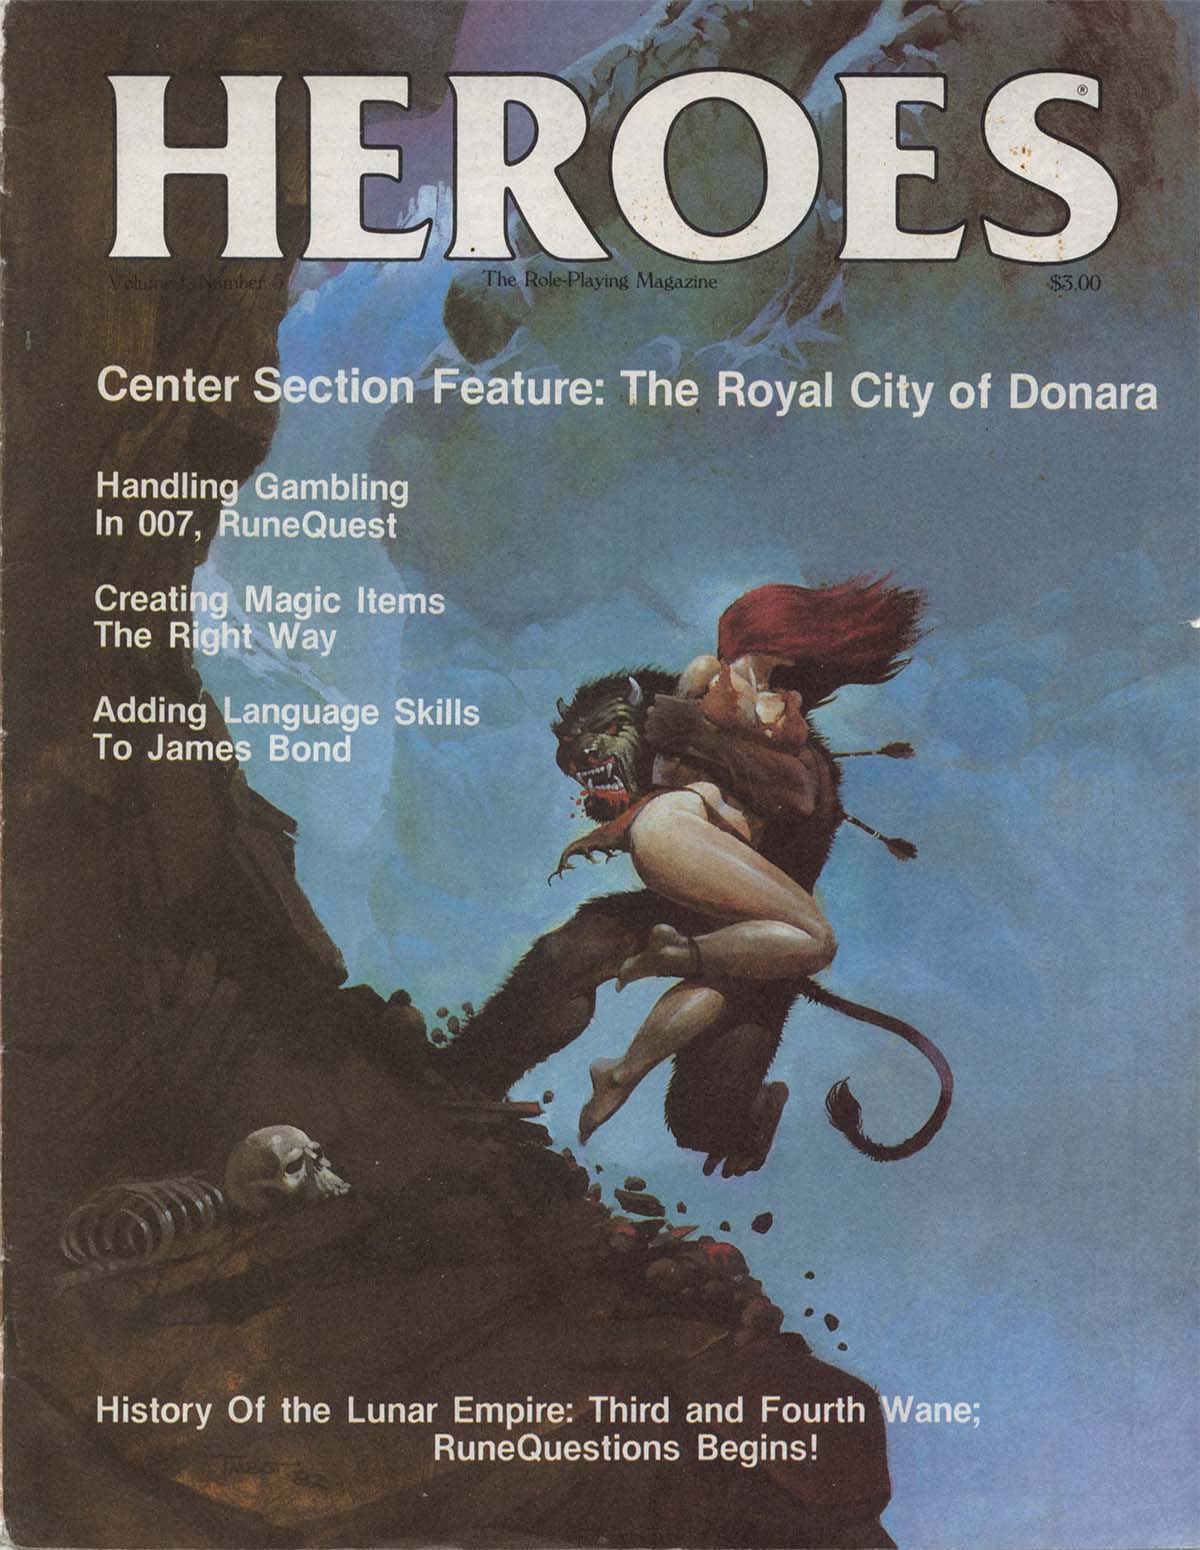 HEROES®
Volume 1, Number 5
The Role-Playing Magazine
$3.00
Center Section Feature: The Royal City of Donara
Handling Gambling
In 007, RuneQuest
Creating Magic Items
The Right Way
Adding Language Skills
To James Bond
History Of the Lunar Empire: Third and Fourth Wane;
RuneQuestions Begins!